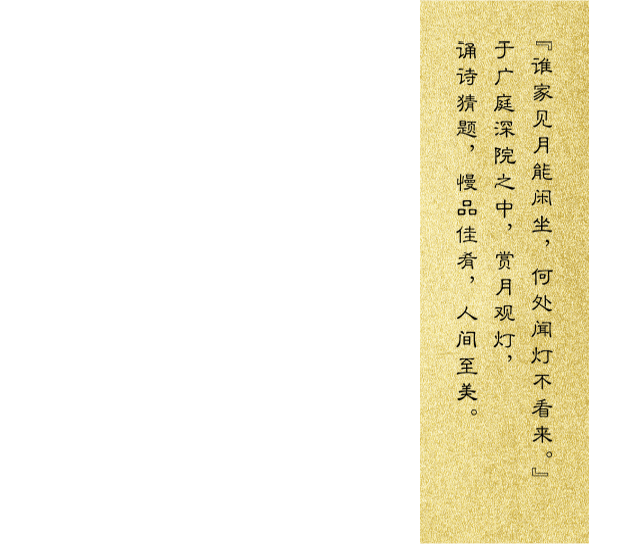 『谁家见月能闲坐，何处闻灯不看来。』
于广庭深院之中，赏月观灯，
诵诗猜题，慢品佳肴，人间至美。